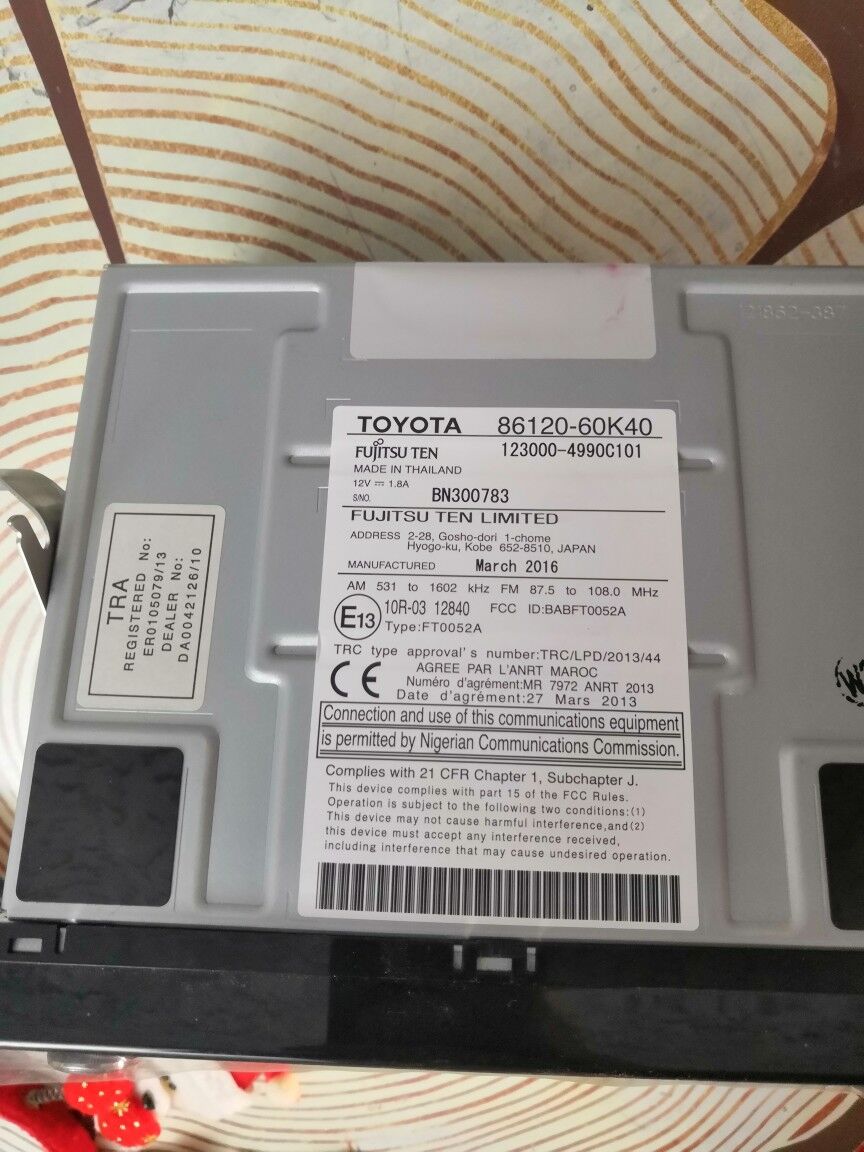 TOYOTA 86120-60K40
FUJITSU TEN 123000-4990C101
MADE IN THAILAND
12V ⎓ 1.8A
S/NO. BN300783
FUJITSU TEN LIMITED
ADDRESS 2-28, Gosho-dori 1-chome
Hyogo-ku, Kobe 652-8510, JAPAN
MANUFACTURED March 2016
AM 531 to 1602 kHz FM 87.5 to 108.0 MHz
E13 10R-03 12840 FCC ID:BABFT0052A
Type:FT0052A
TRC type approval's number:TRC/LPD/2013/44
CE AGREE PAR L'ANRT MAROC
Numéro d'agrément:MR 7972 ANRT 2013
Date d'agrément:27 Mars 2013
Connection and use of this communications equipment
is permitted by Nigerian Communications Commission.
Complies with 21 CFR Chapter 1, Subchapter J.
This device complies with part 15 of the FCC Rules.
Operation is subject to the following two conditions:(1)
This device may not cause harmful interference,and(2)
this device must accept any interference received,
including interference that may cause undesired operation.
TRA
REGISTERED No:
ER0105079/13
DEALER No:
DA0042126/10